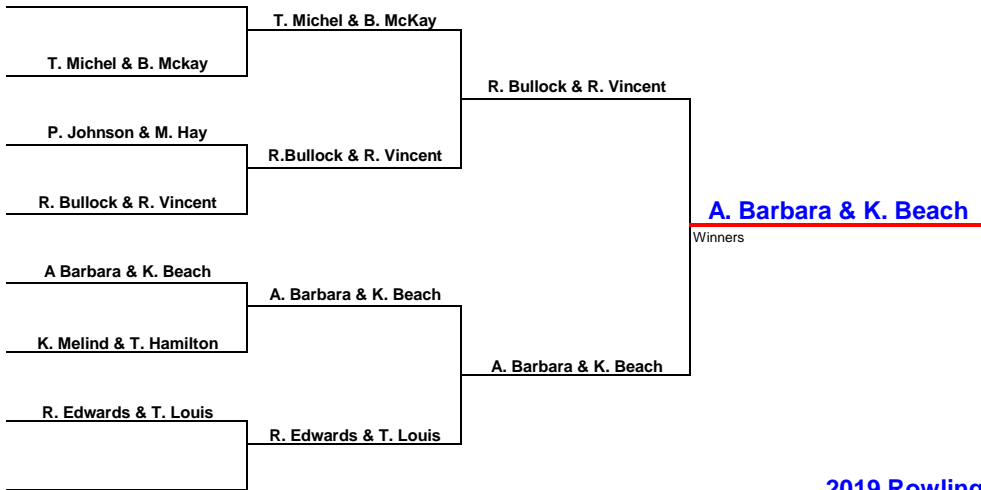 T. Michel & B. McKay
T. Michel & B. Mckay
R. Bullock & R. Vincent
P. Johnson & M. Hay
R.Bullock & R. Vincent
R. Bullock & R. Vincent
A. Barbara & K. Beach
Winners
A Barbara & K. Beach
A. Barbara & K. Beach
K. Melind & T. Hamilton
A. Barbara & K. Beach
R. Edwards & T. Louis
R. Edwards & T. Louis
2019 Rowling